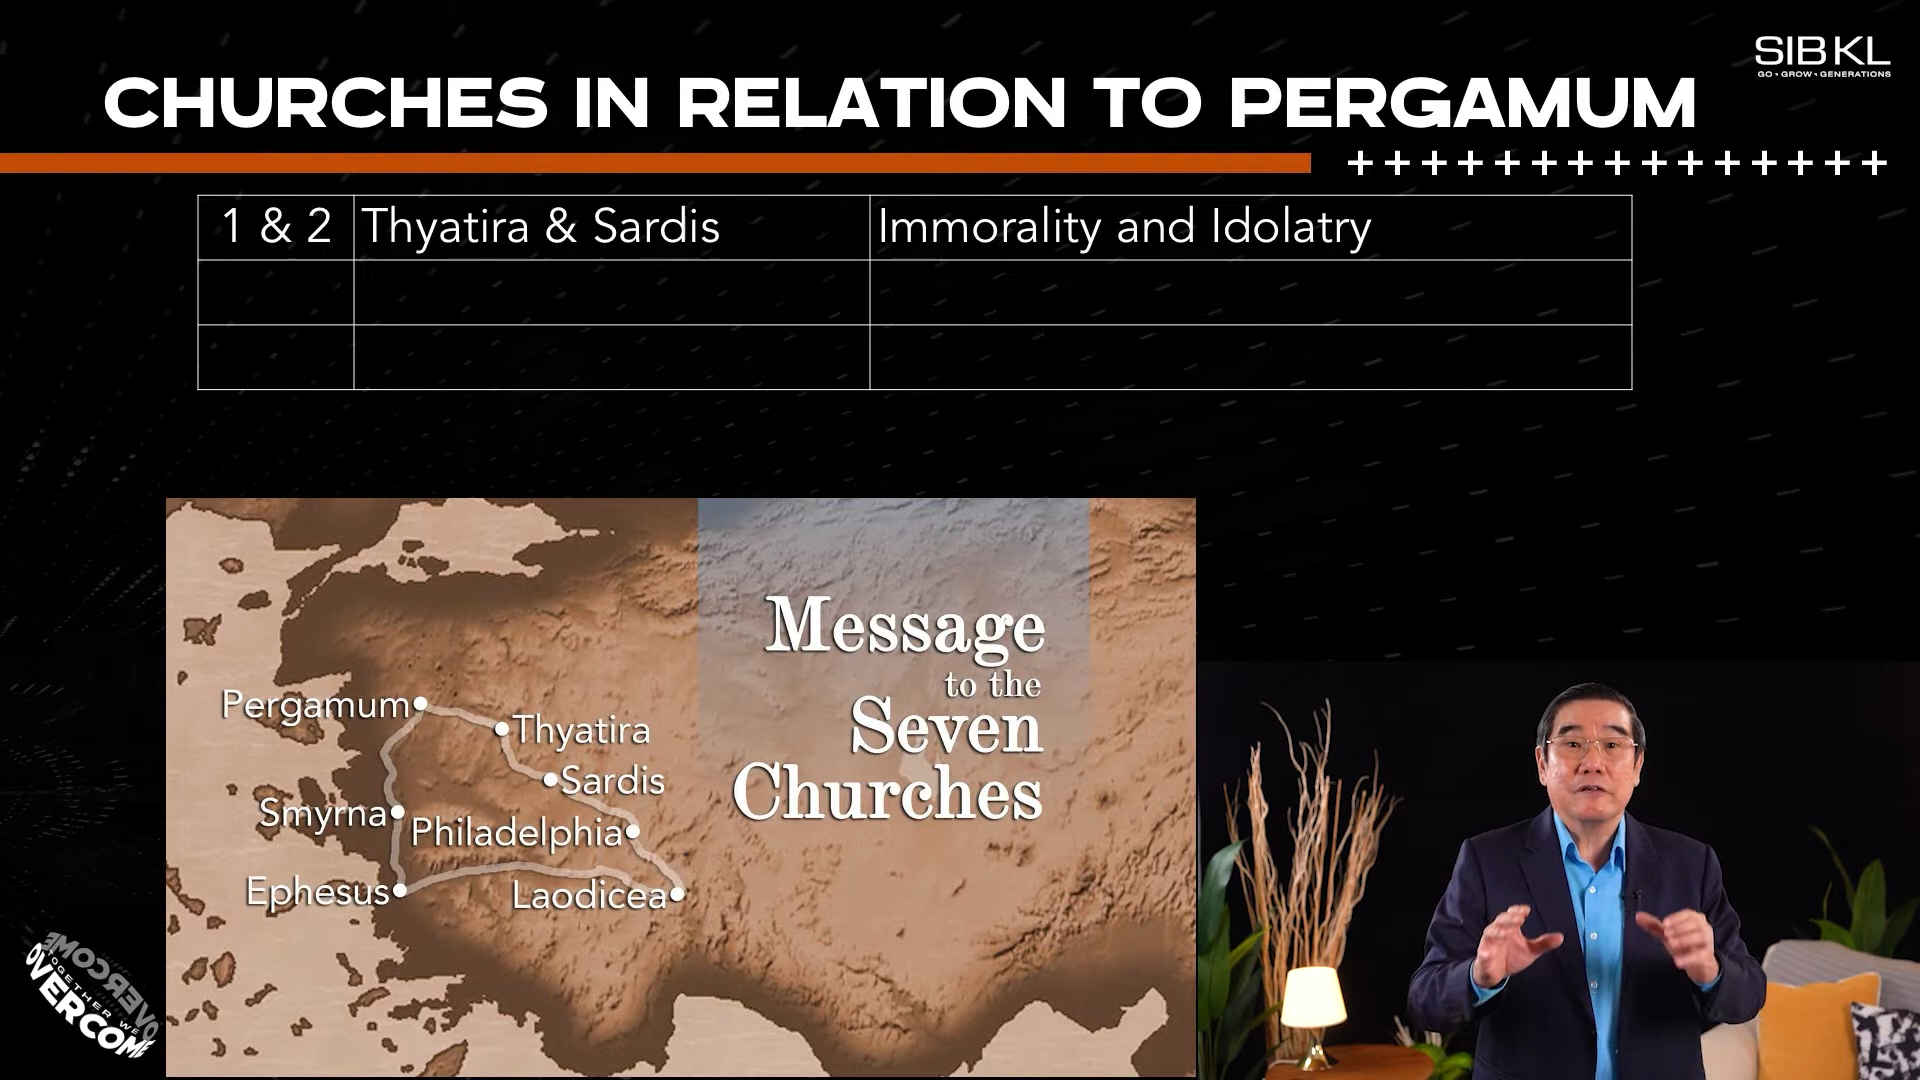 SIBKL
GO • GROW • GENERATIONS
CHURCHES IN RELATION TO PERGAMUM
1 & 2 Thyatira & Sardis Immorality and Idolatry
Message
to the
Seven
Churches
Pergamum
Thyatira
Sardis
Smyrna
Philadelphia
Ephesus
Laodicea
OVERCOME
TOGETHER WE
OVERCOME